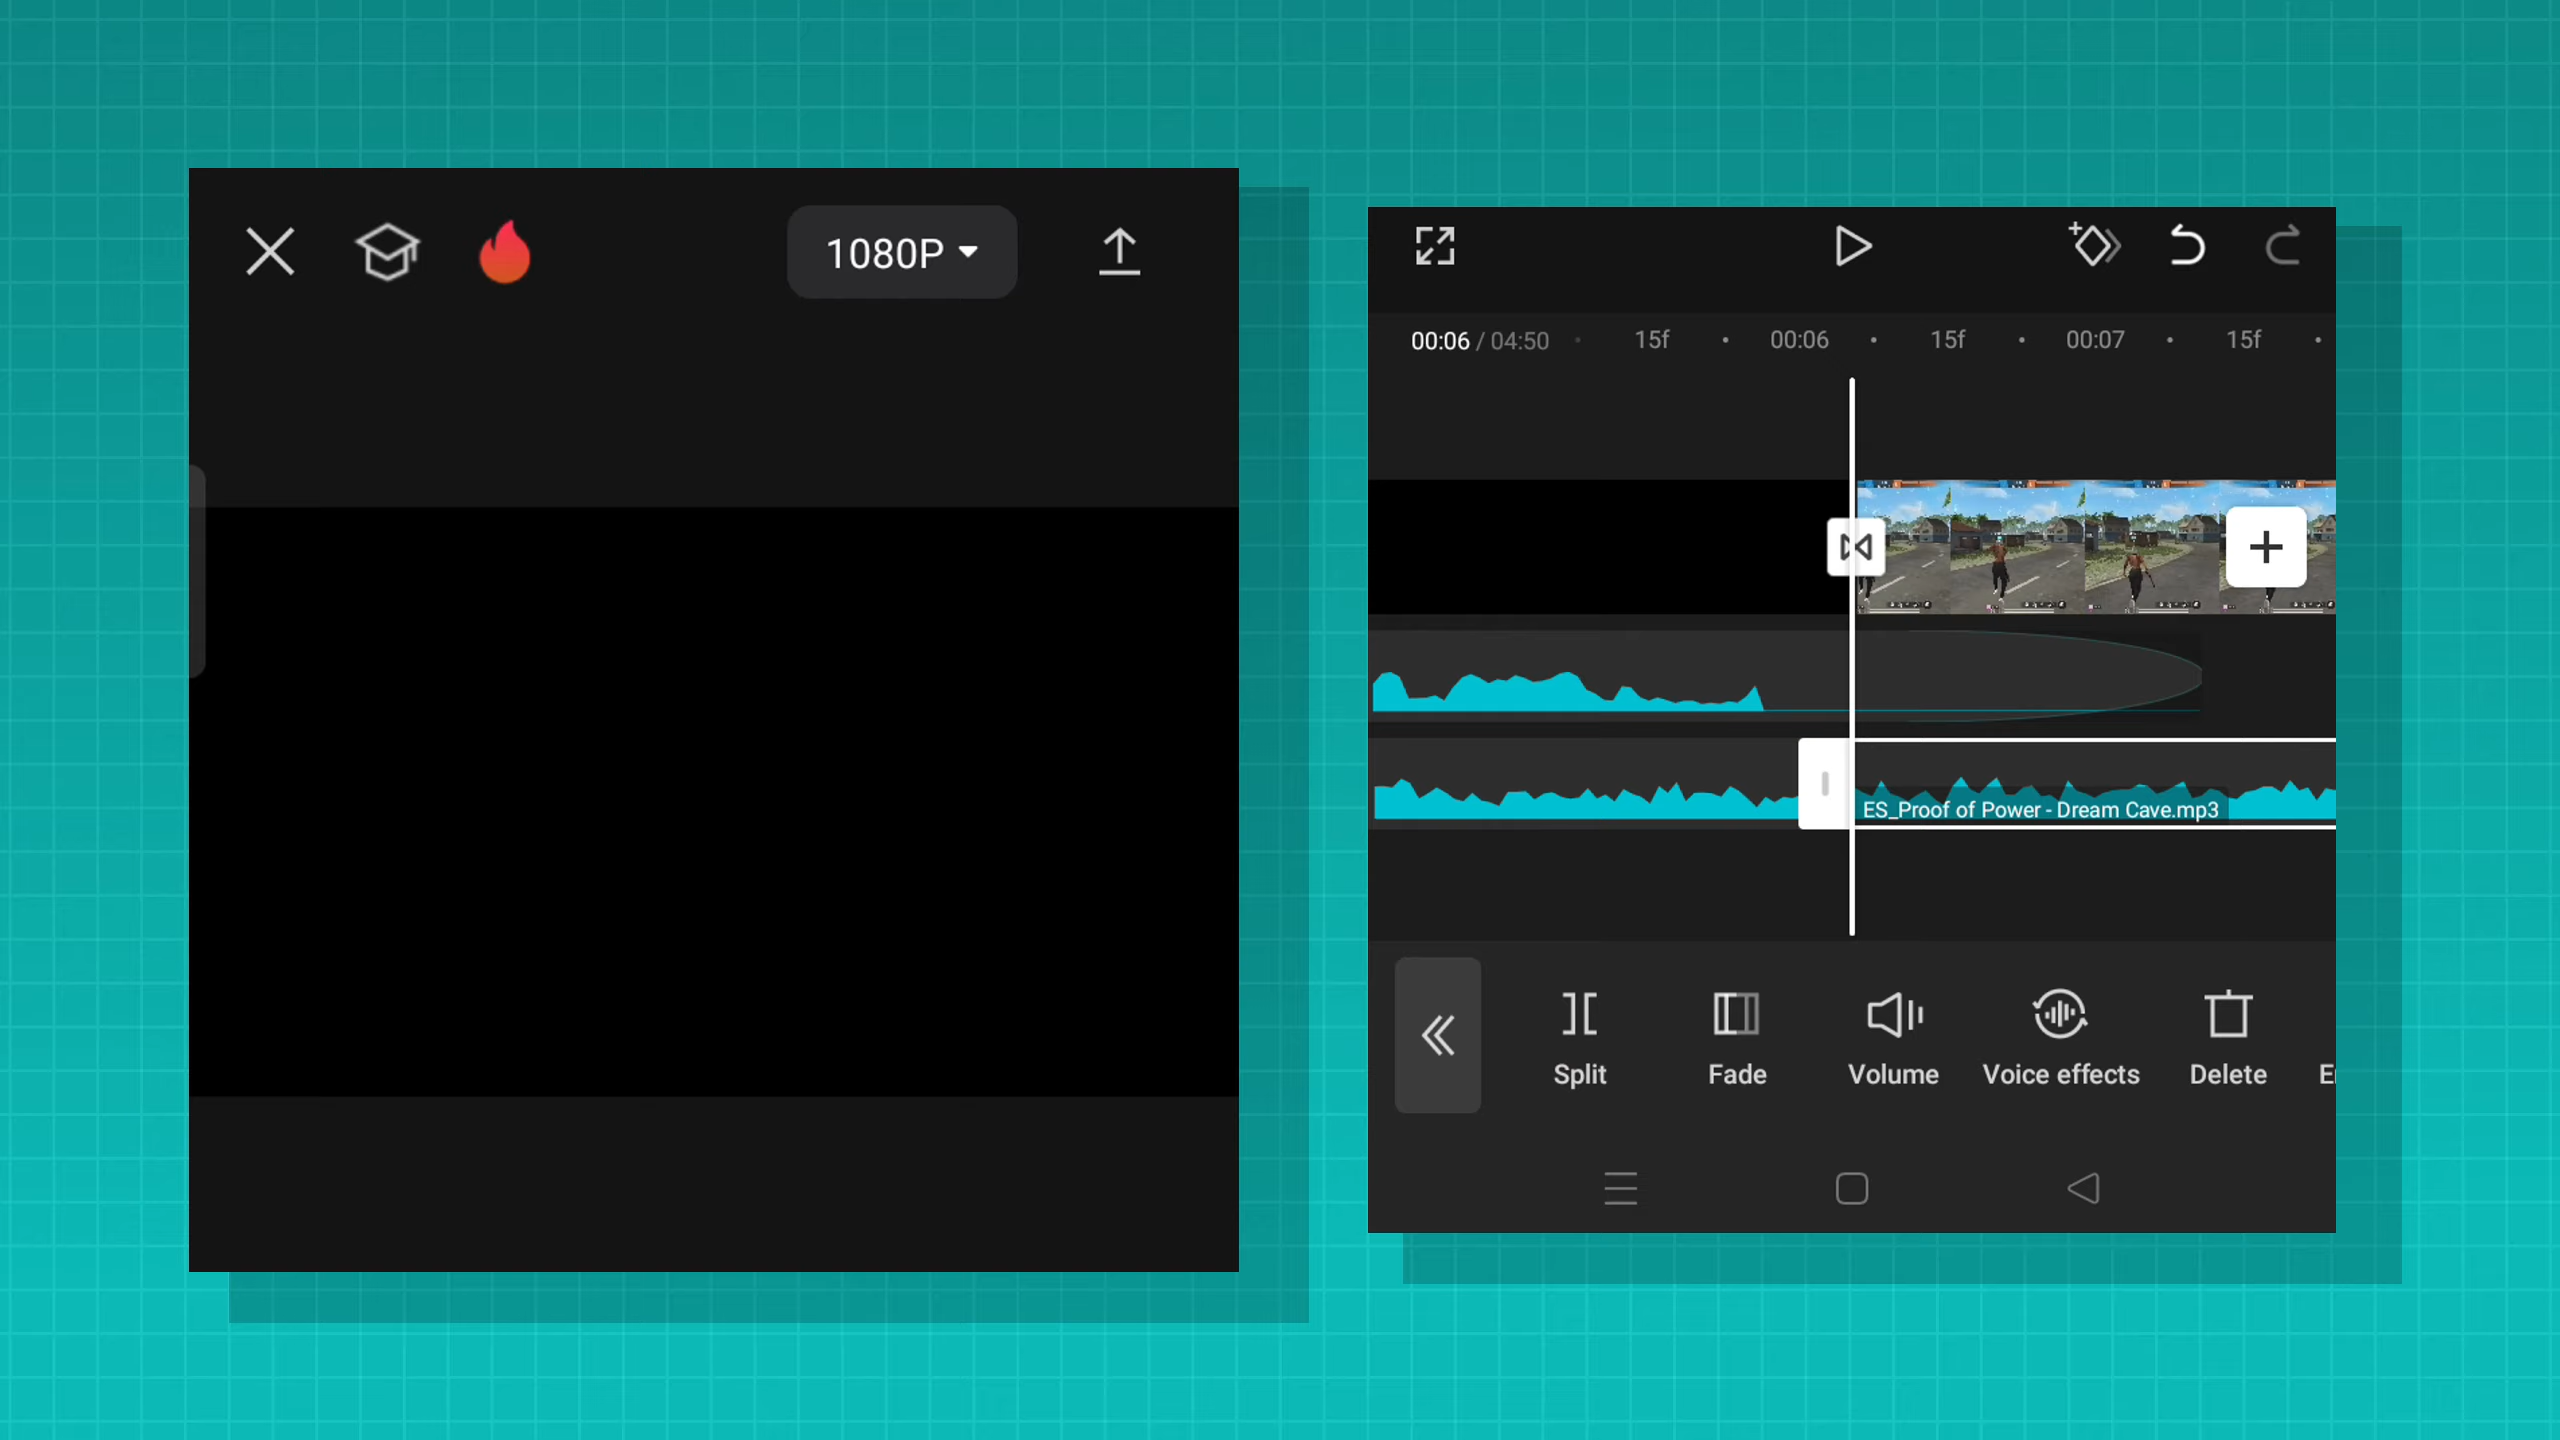 1080P
00:06 / 04:50 15f 00:06 15f 00:07 15f
ES_Proof of Power - Dream Cave.mp3
Split Fade Volume Voice effects Delete